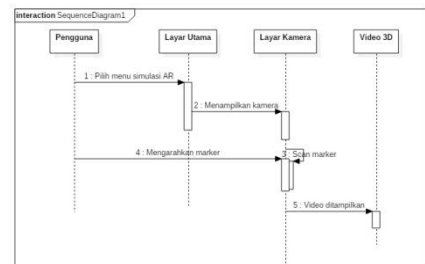 interaction SequenceDiagram1
Pengguna
Layar Utama
Layar Kamera
Video 3D
1 : Pilih menu simulasi AR
2 : Menampilkan kamera
3 : Scan marker
4 : Mengarahkan marker
5 : Video ditampilkan